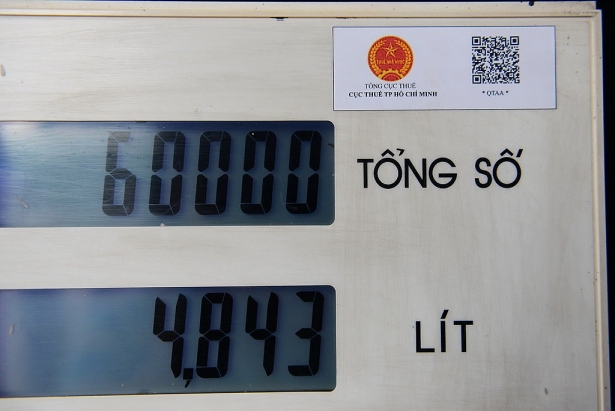 TỔNG CỤC THUẾ
CỤC THUẾ TP HỒ CHÍ MINH
* QTAA *
60000 TỔNG SỐ
4,843 LÍT